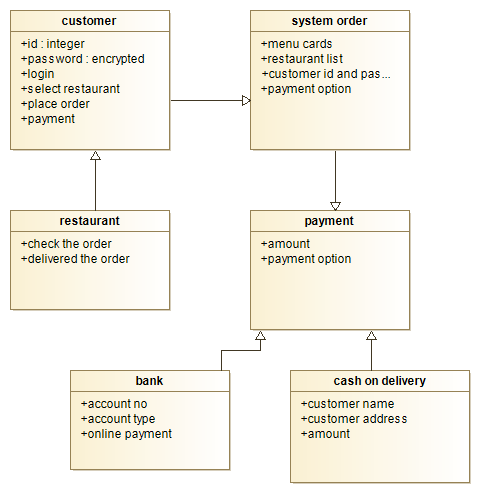 customer
+id : integer
+password : encrypted
+login
+select restaurant
+place order
+payment
system order
+menu cards
+restaurant list
+customer id and pas...
+payment option
restaurant
+check the order
+delivered the order
payment
+amount
+payment option
bank
+account no
+account type
+online payment
cash on delivery
+customer name
+customer address
+amount